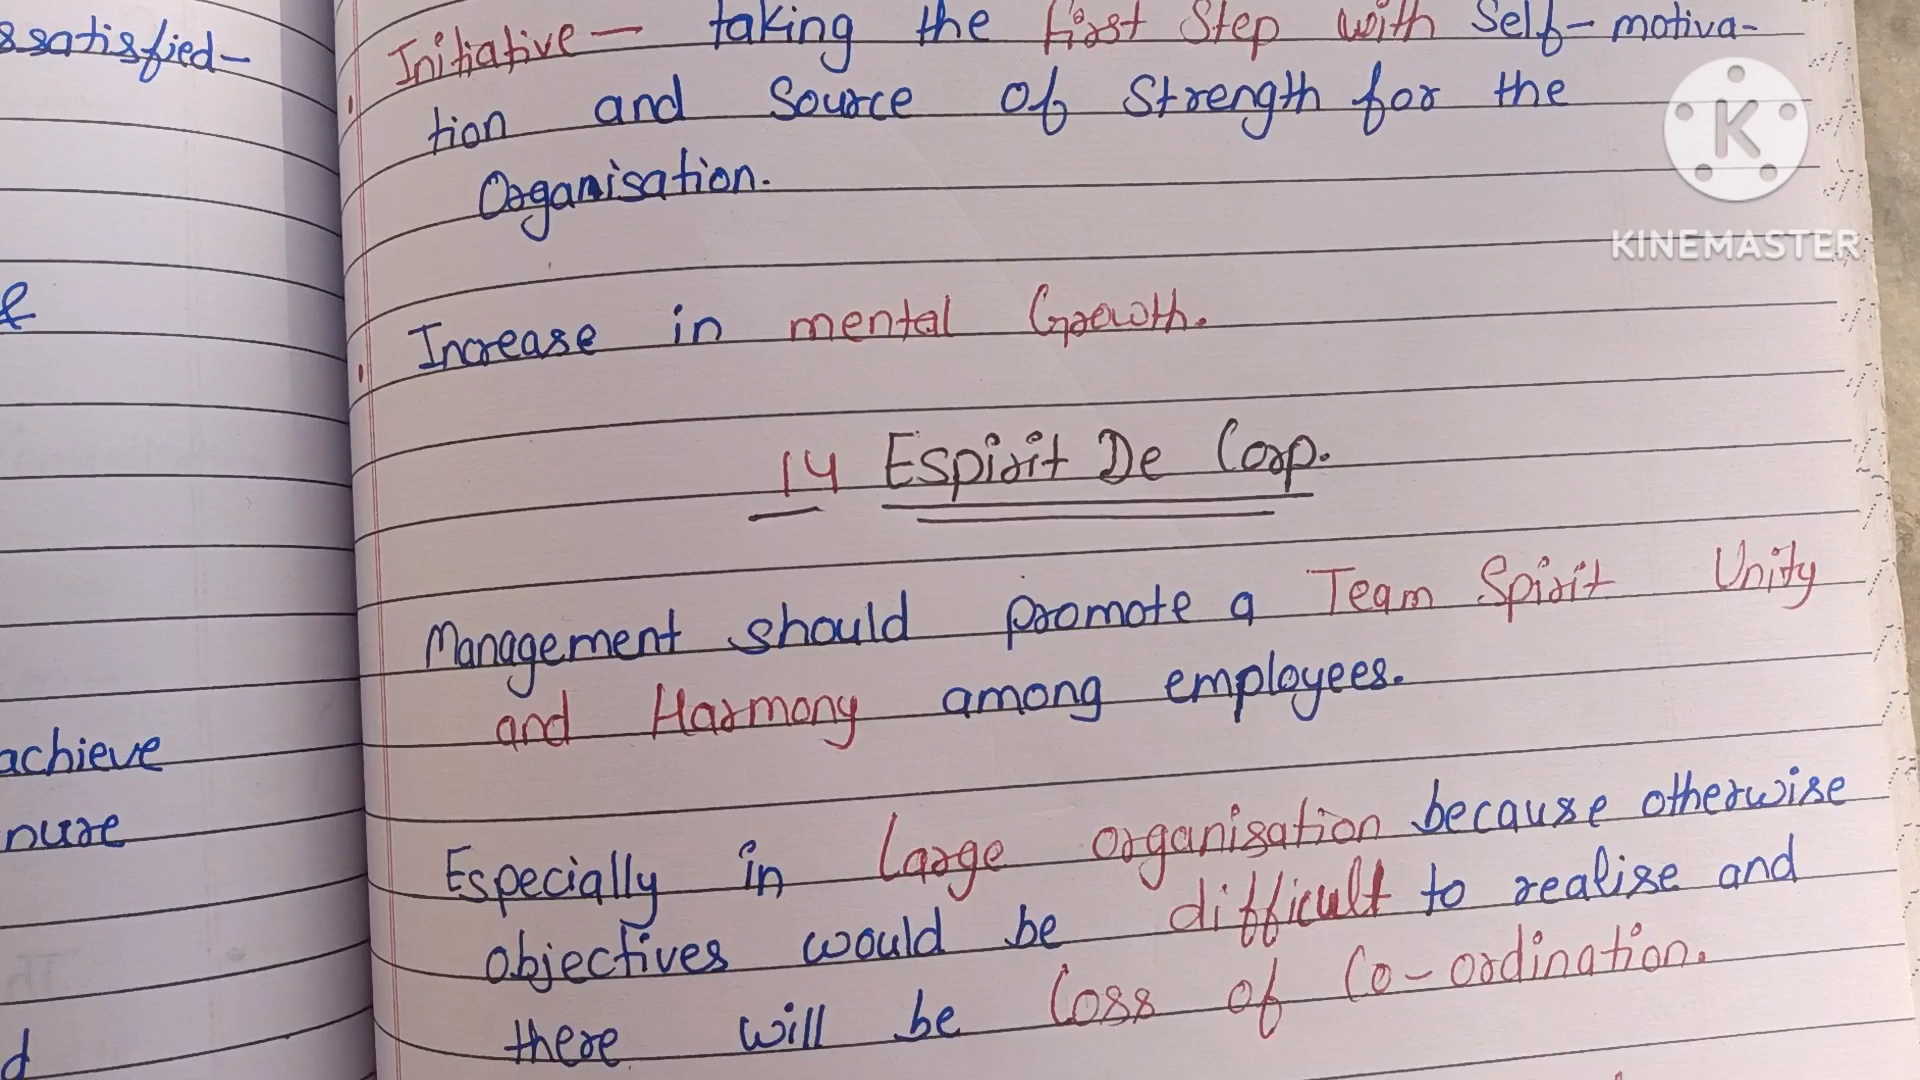 ssatisfied-
&
achieve
nure
d
Initiative - taking the first Step with Self-motiva-
tion and Source of Strength for the
Organisation.
Increase in mental Growth.
14 Espirit De Corp.
Management should promote a Team Spirit Unity
and Harmony among employees.
Especially in large organisation because otherwise
objectives would be difficult to realise and
there will be loss of Co-ordination.
K
KINEMASTER